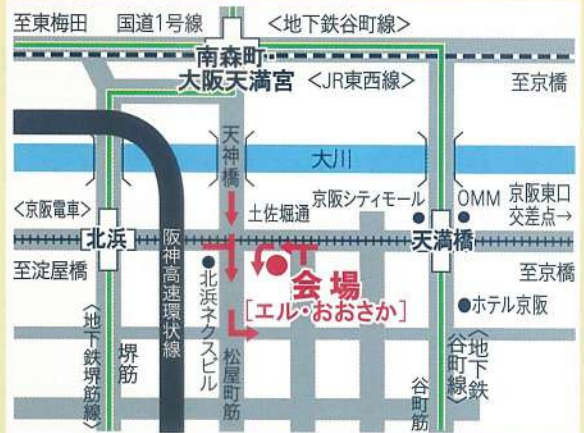 至東梅田
国道1号線
<地下鉄谷町線>
南森町・
大阪天満宮
<JR東西線>
至京橋
天神橋
大川
京阪シティモール
OMM
京阪東口
交差点→
<京阪電車>
土佐堀通
北浜
天満橋
至淀屋橋
阪神高速環状線
北浜ネクスビル
会場
[エル・おおさか]
至京橋
ホテル京阪
<地下鉄堺筋線>
堺筋
松屋町筋
谷町筋
<地下鉄
谷町線>